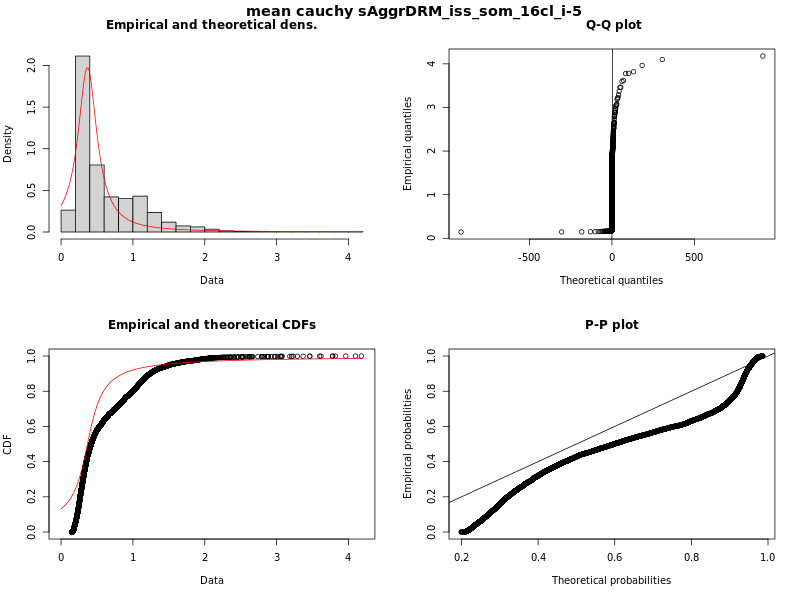 mean cauchy sAggrDRM_iss_som_16cl_i-5
Empirical and theoretical dens.
Density
0.0 0.5 1.0 1.5 2.0
0 1 2 3 4
Data
Q-Q plot
Empirical quantiles
0 1 2 3 4
-500 0 500
Theoretical quantiles
Empirical and theoretical CDFs
CDF
0.0 0.2 0.4 0.6 0.8 1.0
0 1 2 3 4
Data
P-P plot
Empirical probabilities
0.0 0.2 0.4 0.6 0.8 1.0
0.2 0.4 0.6 0.8 1.0
Theoretical probabilities